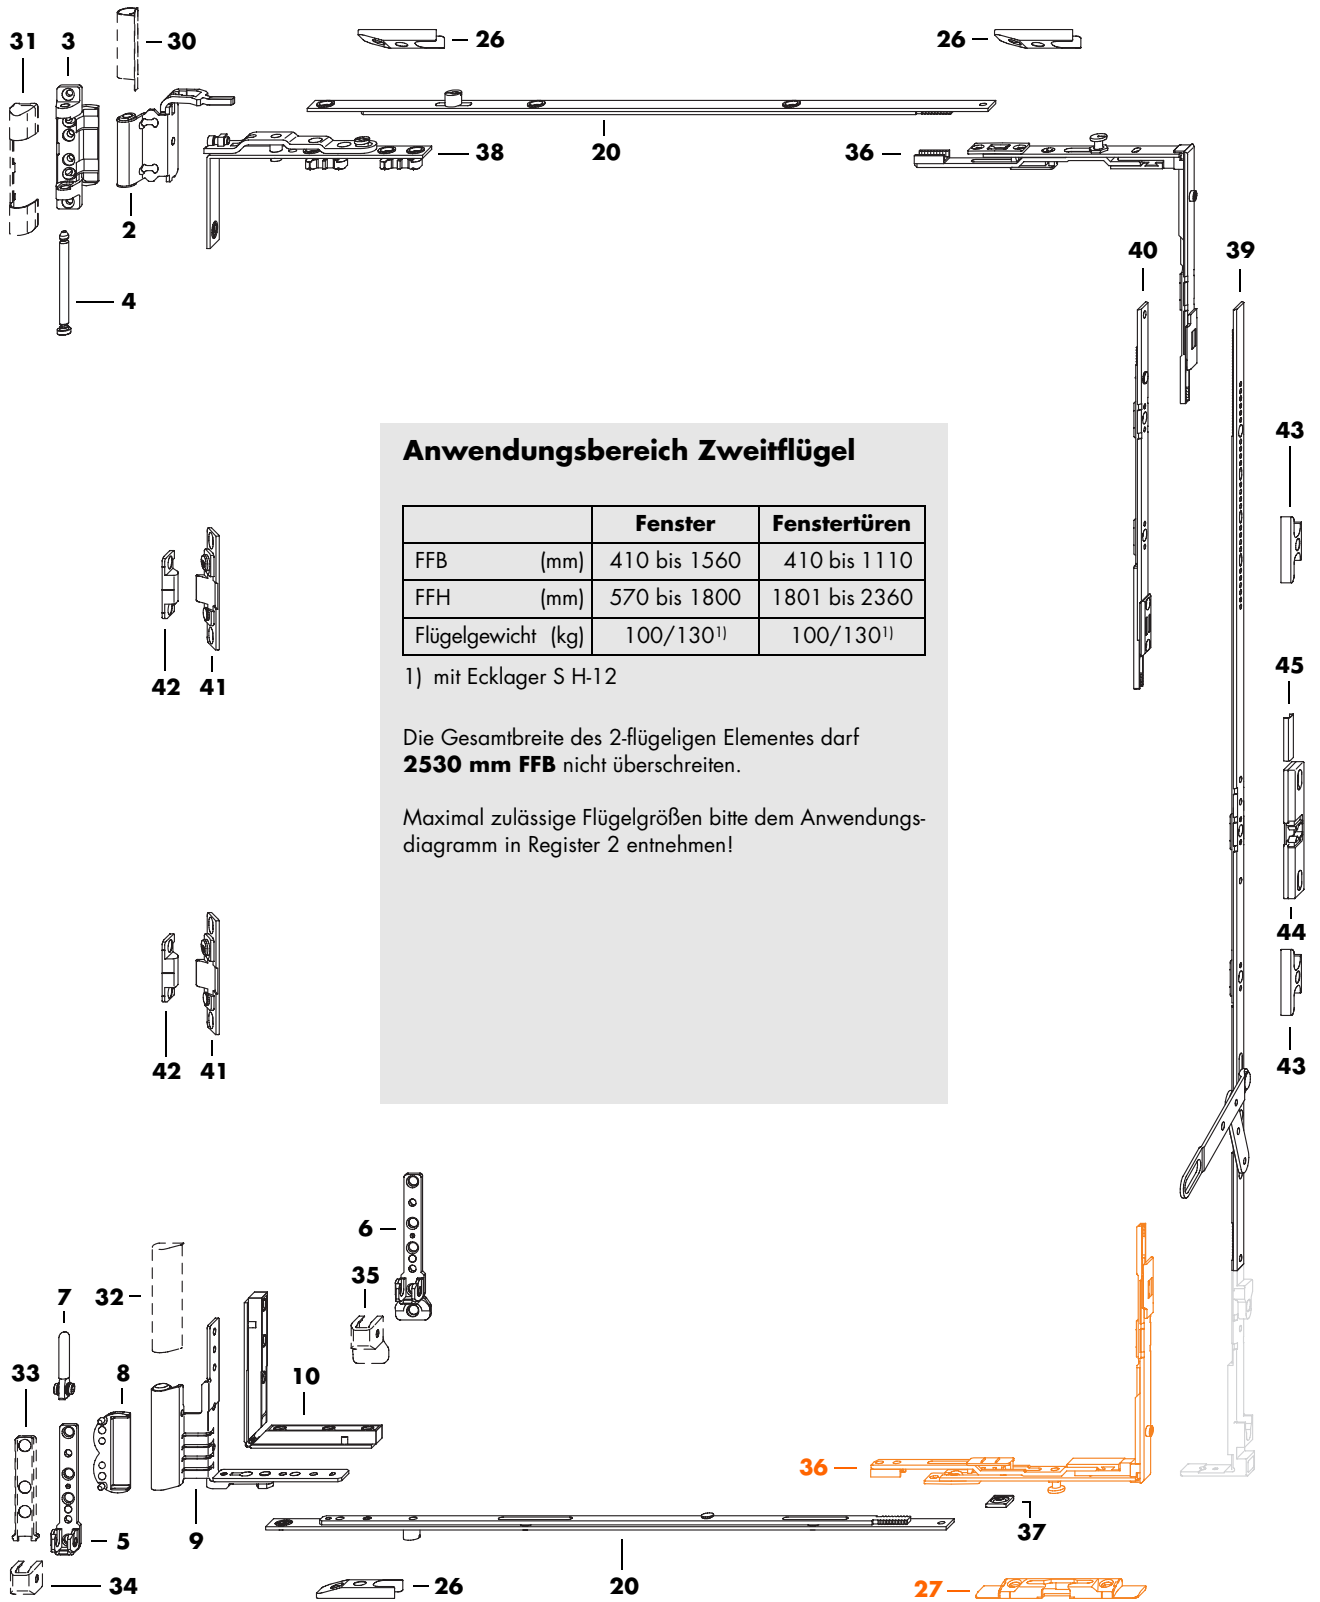 31 3 30 26 26
38 20 36
2
40 39
4
43
Anwendungsbereich Zweitflügel
Fenster Fenstertüren
FFB (mm) 410 bis 1560 410 bis 1110
FFH (mm) 570 bis 1800 1801 bis 2360
Flügelgewicht (kg) 100/130¹⁾ 100/130¹⁾
1) mit Ecklager S H-12
Die Gesamtbreite des 2-flügeligen Elementes darf
2530 mm FFB nicht überschreiten.
Maximal zulässige Flügelgrößen bitte dem Anwendungs-
diagramm in Register 2 entnehmen!
42 41
45
44
42 41 43
6
35
7 32
33 8 10
36
37
5 9
34 26 20 27